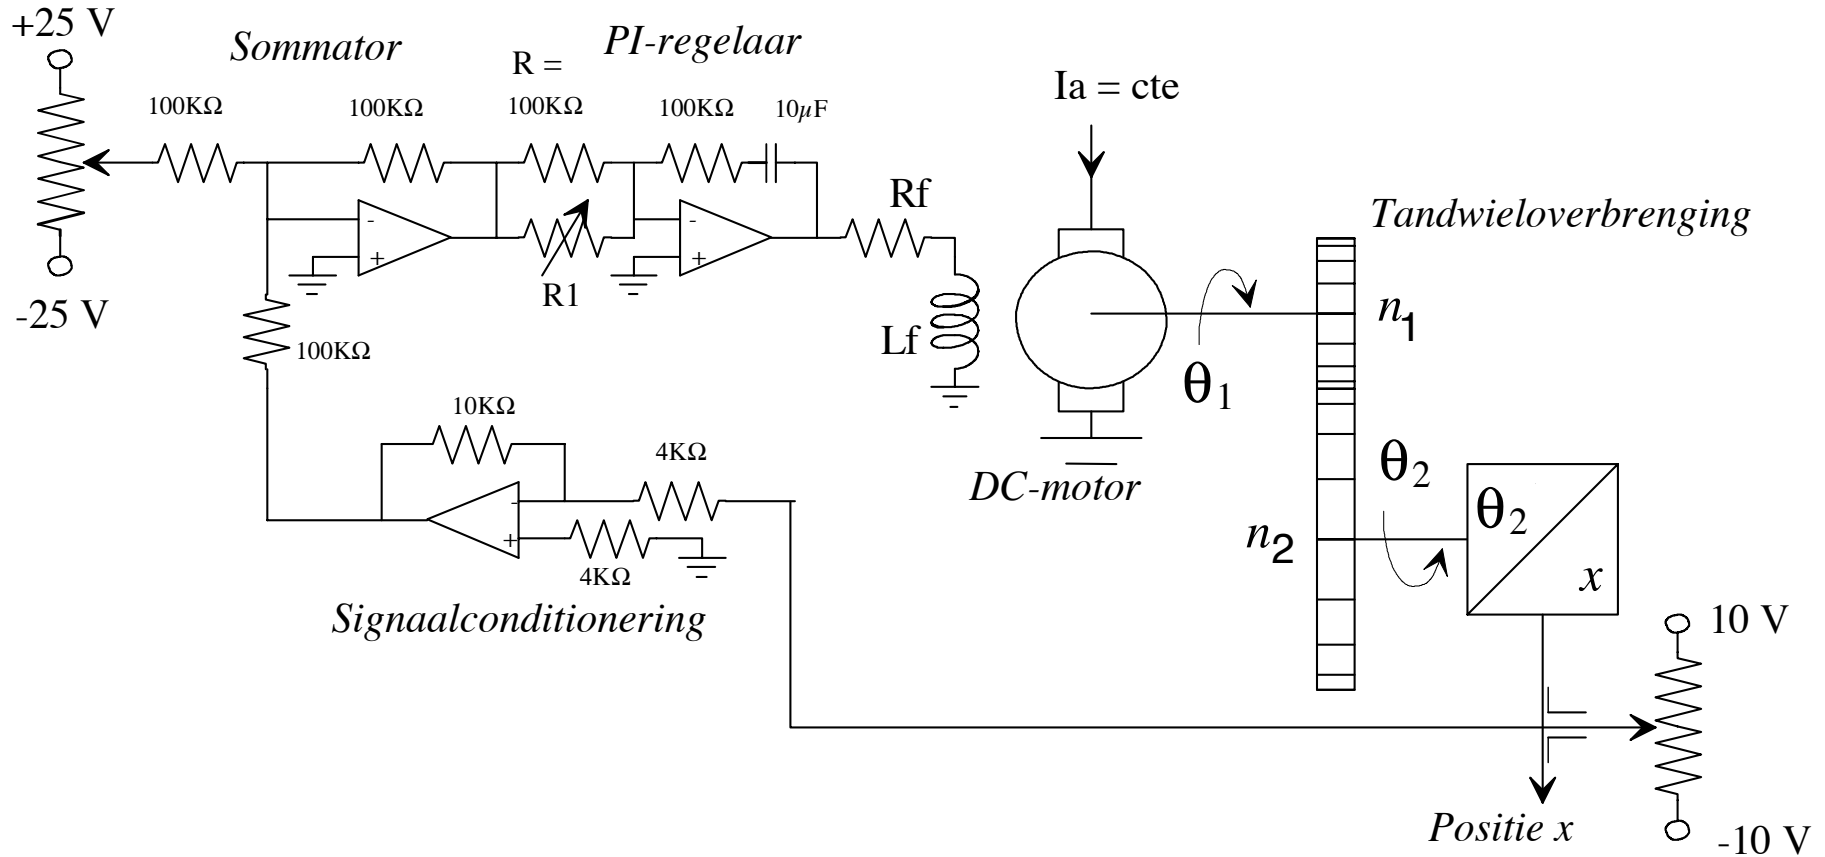 +25 V
Sommator
PI-regelaar
R =
100KΩ
100KΩ
100KΩ
100KΩ
10µF
Ia = cte
-
+
-
+
R1
-25 V
Rf
Lf
Tandwieloverbrenging
n1
θ1
100KΩ
10KΩ
4KΩ
-
+
4KΩ
DC-motor
θ2
θ2
n2
x
Signaalconditionering
10 V
Positie x
-10 V